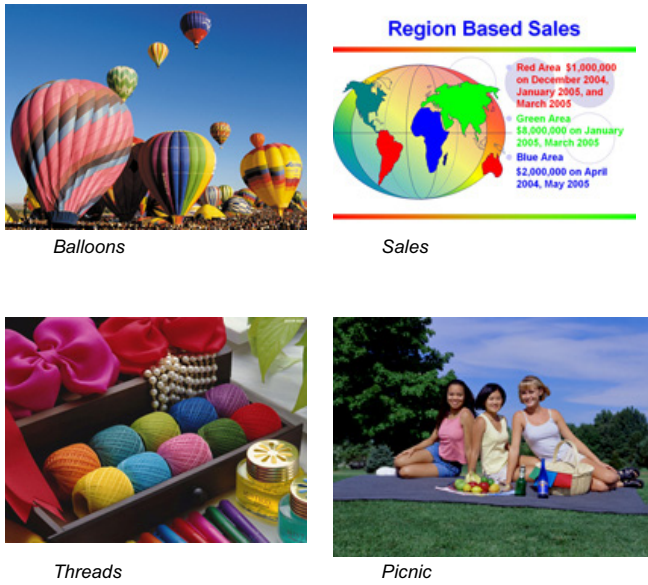 Region Based Sales
Red Area $1,000,000
on December 2004,
January 2005, and
March 2005
Green Area
$8,000,000 on January
2005, March 2005
Blue Area
$2,000,000 on April
2004, May 2005
Balloons
Sales
Threads
Picnic